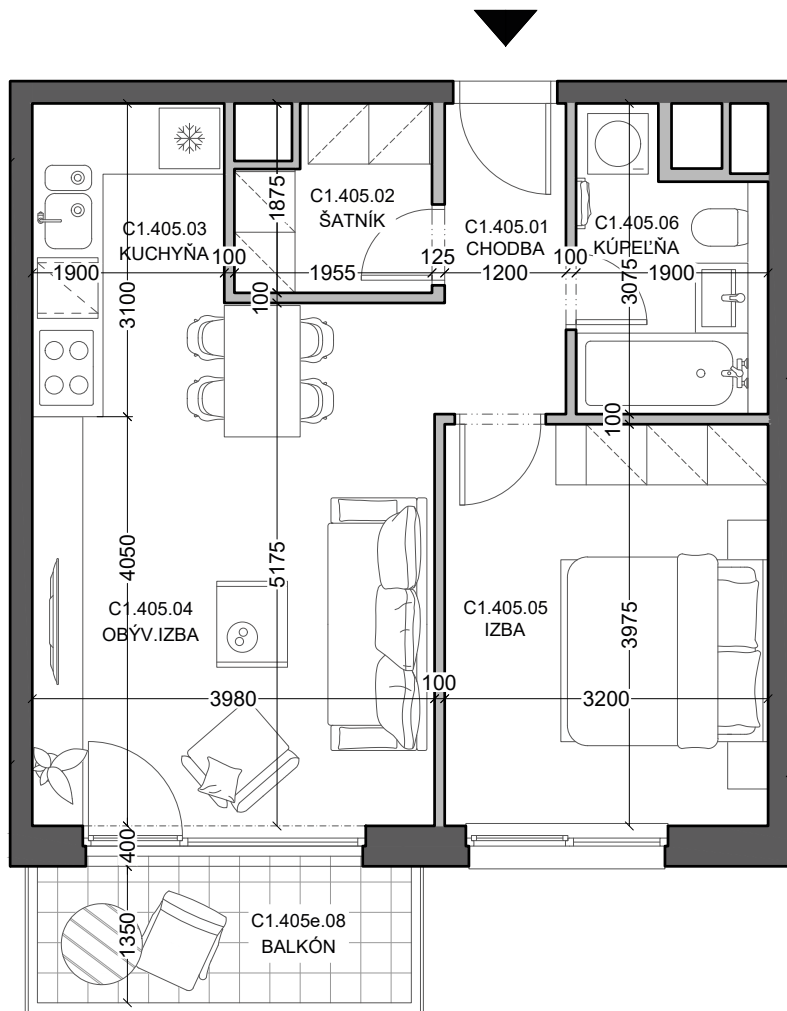 C1.405.02
ŠATNÍK
1875
C1.405.03
KUCHYŇA
C1.405.01
CHODBA
C1.405.06
KÚPEĽŇA
1900
100
1955
125
1200
100
1900
3100
100
3075
100
4050
5175
3975
C1.405.04
OBÝV.IZBA
C1.405.05
IZBA
3980
100
3200
400
1350
C1.405e.08
BALKÓN